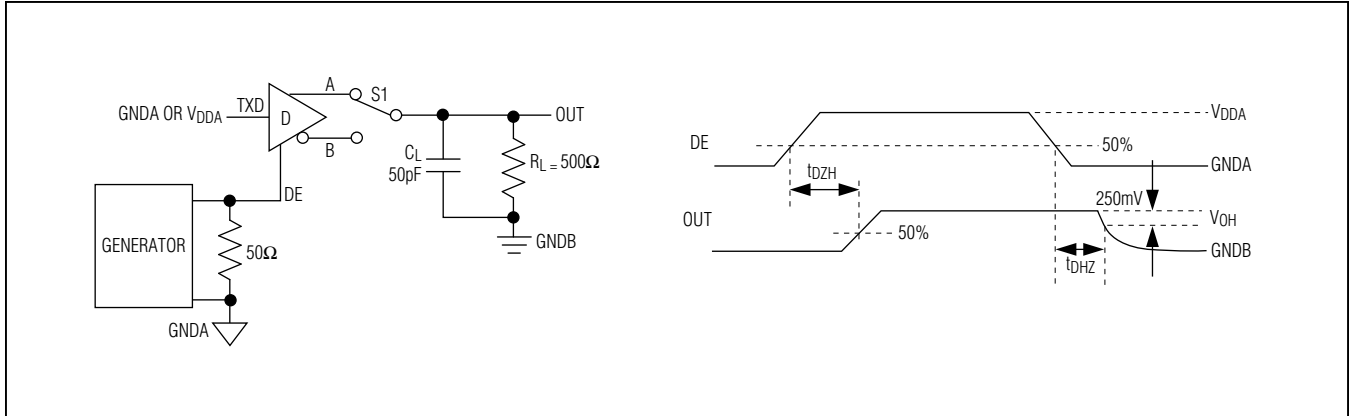 A
S1
GNDA OR VDDA
TXD
D
OUT
B
CL
50pF
RL = 500Ω
DE
GENERATOR
50Ω
GNDB
GNDA
VDDA
DE
50%
GNDA
tDZH
250mV
OUT
VOH
50%
GNDB
tDHZ